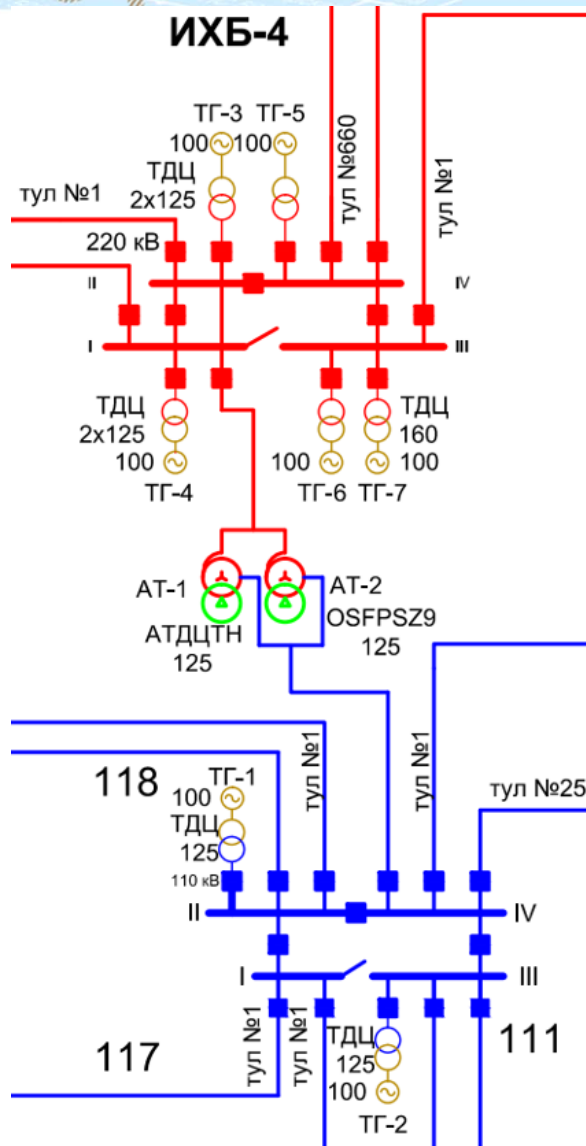 ИХБ-4
ТГ-3 ТГ-5
100 100
ТДЦ
2х125
тул №660
тул №1
тул №1
220 кВ
II
IV
I
III
ТДЦ
2х125
100
ТГ-4
100
ТГ-6
ТДЦ
160
100
ТГ-7
АТ-1
АТ-2
АТДЦТН
125
OSFPSZ9
125
118
ТГ-1
100
ТДЦ
125
110 кВ
тул №1
тул №1
тул №25
II
IV
I
III
117
тул №1
тул №1
ТДЦ
125
100
ТГ-2
111